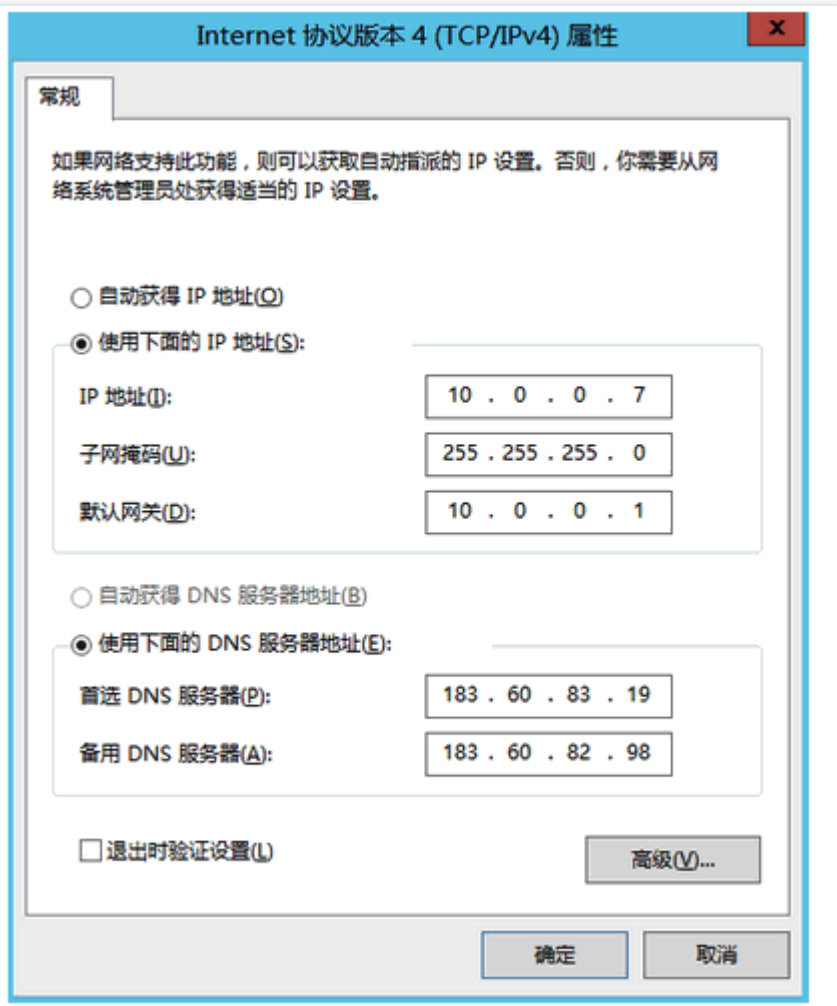 Internet 协议版本 4 (TCP/IPv4) 属性
x
常规
如果网络支持此功能，则可以获取自动指派的 IP 设置。否则，你需要从网
络系统管理员处获得适当的 IP 设置。
自动获得 IP 地址(O)
使用下面的 IP 地址(S):
IP 地址(I): 10 . 0 . 0 . 7
子网掩码(U): 255 . 255 . 255 . 0
默认网关(D): 10 . 0 . 0 . 1
自动获得 DNS 服务器地址(B)
使用下面的 DNS 服务器地址(E):
首选 DNS 服务器(P): 183 . 60 . 83 . 19
备用 DNS 服务器(A): 183 . 60 . 82 . 98
退出时验证设置(L)
高级(V)...
确定 取消